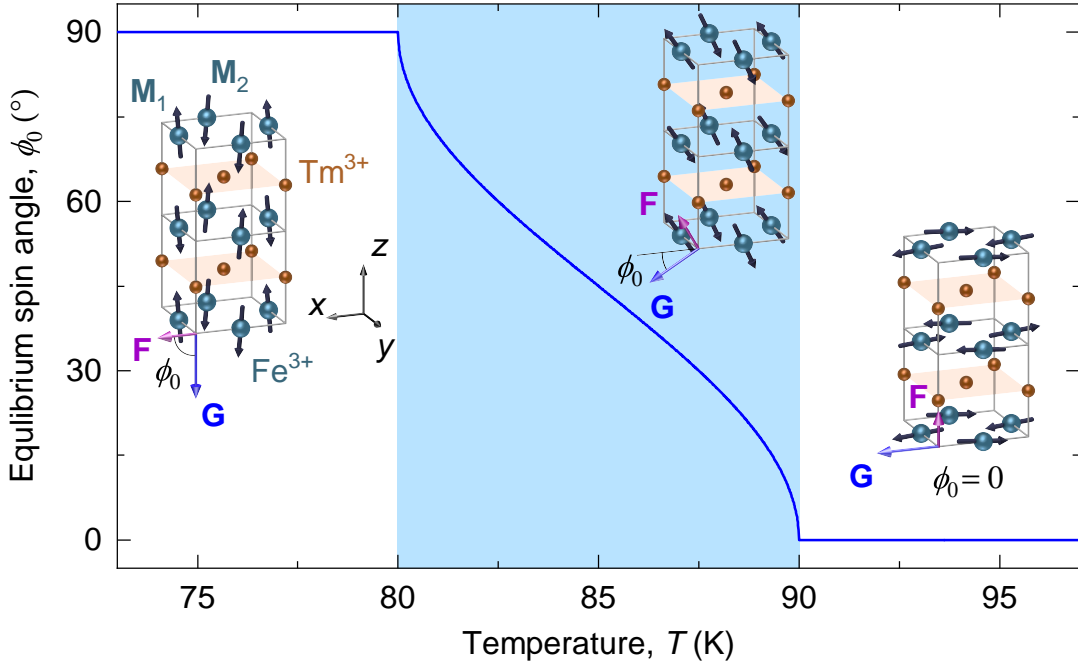 Equlibrium spin angle, ϕ₀ (°)
90
60
30
0
M₁
M₂
Tm³⁺
F
ϕ₀
G
Fe³⁺
z
x
y
F
ϕ₀
G
F
G
ϕ₀ = 0
75
80
85
90
95
Temperature, T (K)